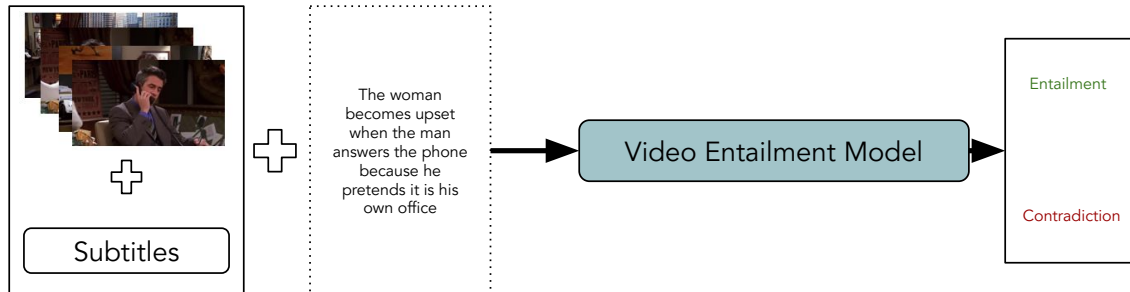 Subtitles
The woman
becomes upset
when the man
answers the phone
because he
pretends it is his
own office
Video Entailment Model
Entailment
Contradiction